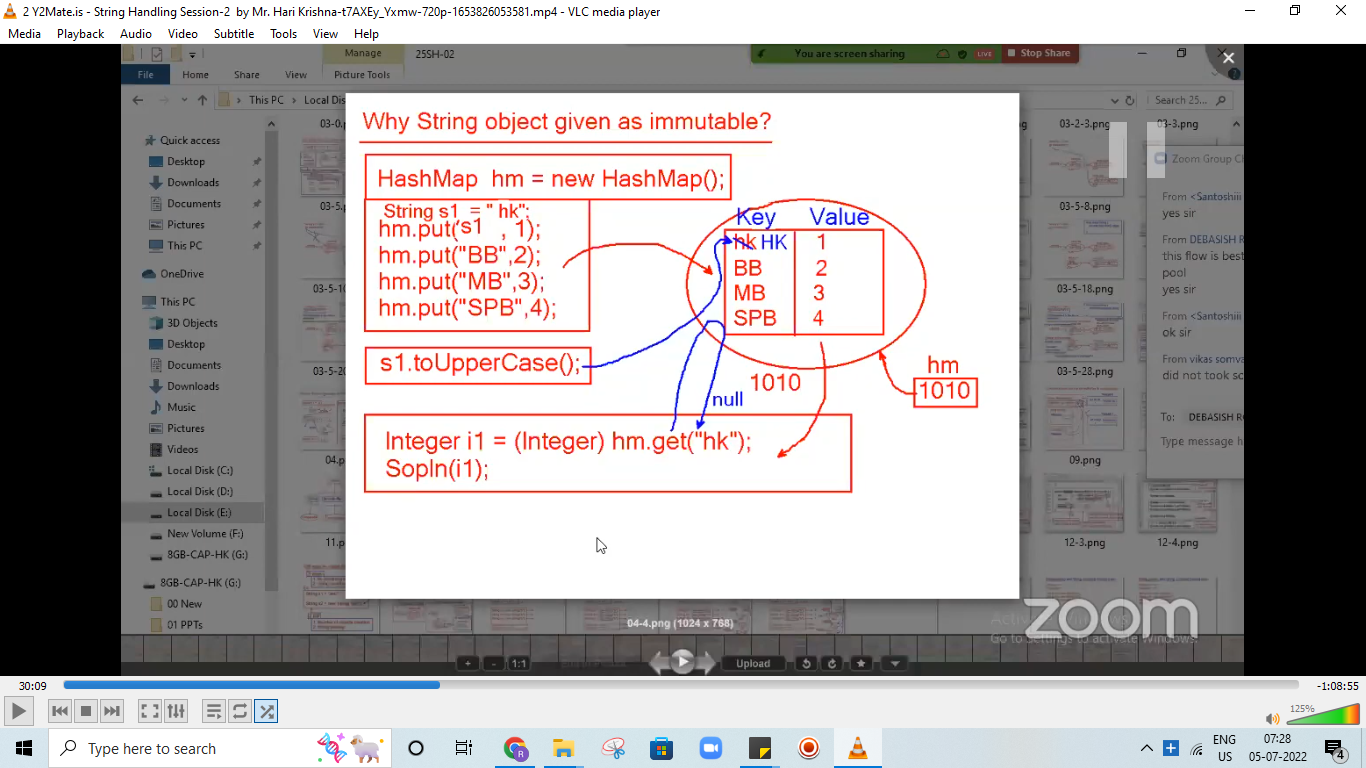 2 Y2Mate.is - String Handling Session-2 by Mr. Hari Krishna-t7AXEy_Yxmw-720p-1653826053581.mp4 - VLC media player
Media Playback Audio Video Subtitle Tools View Help
Manage 25SH-02
You are screen sharing LIVE Stop Share
File Home Share View Picture Tools
This PC Local Dis
Search 25...
Quick access
Desktop
Downloads
Documents
Pictures
This PC
OneDrive
This PC
3D Objects
Desktop
Documents
Downloads
Music
Pictures
Videos
Local Disk (C:)
Local Disk (D:)
Local Disk (E:)
New Volume (F:)
8GB-CAP-HK (G:)
8GB-CAP-HK (G:)
00 New
01 PPTs
03-0.
03-5.
03-5-10
03-5-20
04.p
11.p
Why String object given as immutable?
HashMap hm = new HashMap();
String s1 = " hk";
hm.put('s1 , 1);
hm.put("BB",2);
hm.put("MB",3);
hm.put("SPB",4);
Key Value
hk HK 1
BB 2
MB 3
SPB 4
s1.toUpperCase();
1010
hm
1010
null
Integer i1 = (Integer) hm.get("hk");
Sopln(i1);
03-2-3.png
03-3.png
03-5-8.png
03-5-18.png
03-5-28.png
09.png
12-3.png
12-4.png
Zoom Group Ch
From <Santoshiii
yes sir
From DEBASISH R
this flow is best
pool
yes sir
From <Santoshiii
ok sir
From vikas somva
did not took sc
To: DEBASISH RO
Type message h
04-4.png (1024 x 768)
zoom
Activate Windows
Go to Settings to activate Windows.
+ - 1:1 Upload
30:09 -1:08:55
125%
Type here to search
ENG
US
07:28
05-07-2022
4